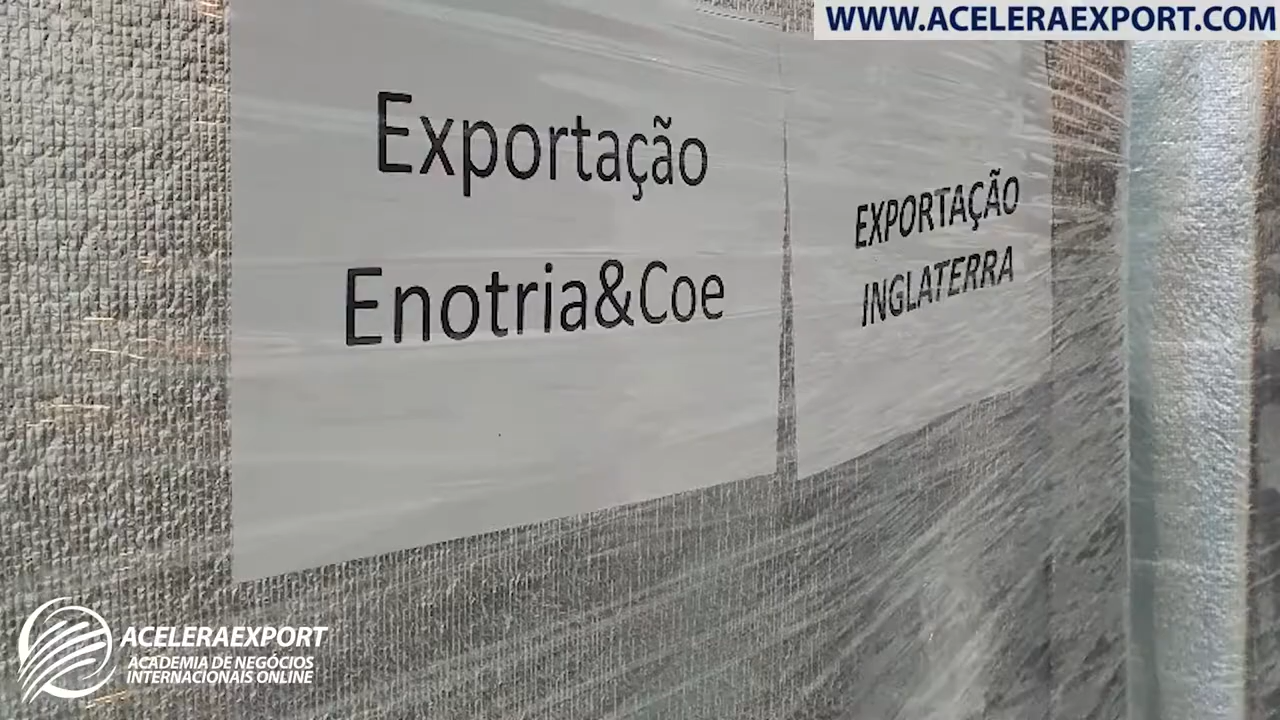 WWW.ACELERAEXPORT.COM
Exportação
Enotria&Coe
EXPORTAÇÃO
INGLATERRA
ACELERAEXPORT
ACADEMIA DE NEGÓCIOS
INTERNACIONAIS ONLINE